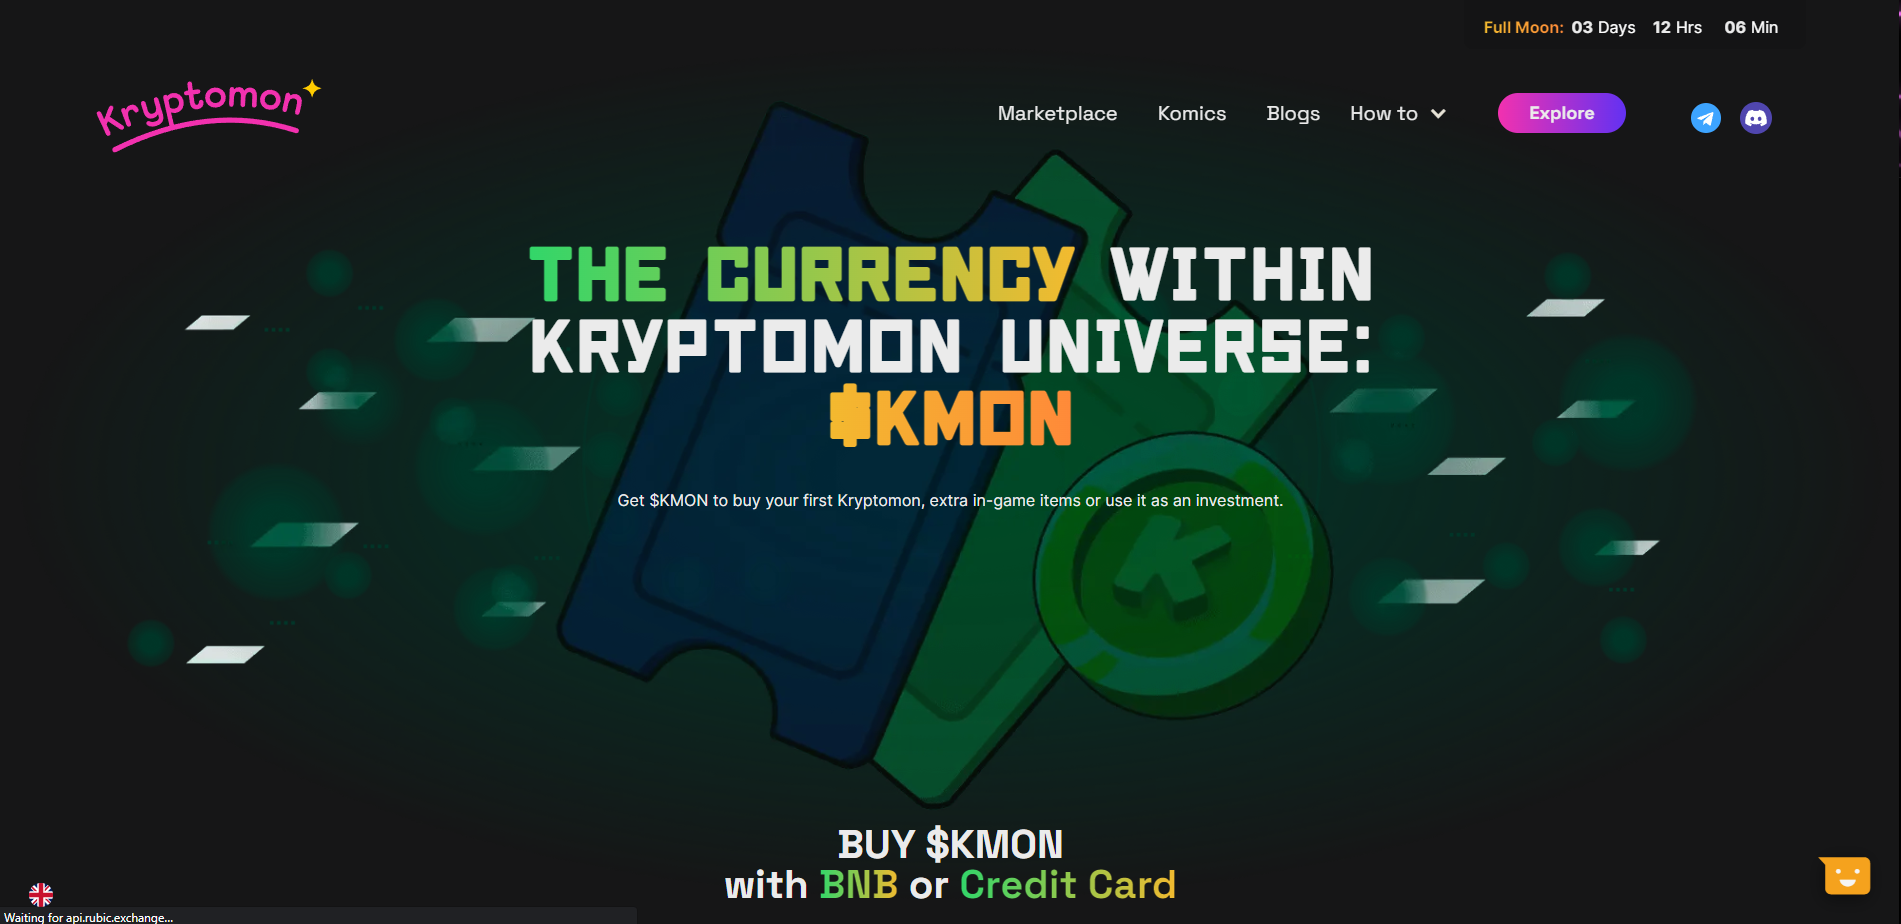 Full Moon: 03 Days 12 Hrs 06 Min
Kryptomon
Marketplace Komics Blogs How to Explore
THE CURRENCY WITHIN
KRYPTOMON UNIVERSE:
$KMON
Get $KMON to buy your first Kryptomon, extra in-game items or use it as an investment.
K
BUY $KMON
with BNB or Credit Card
Waiting for api.rubic.exchange...